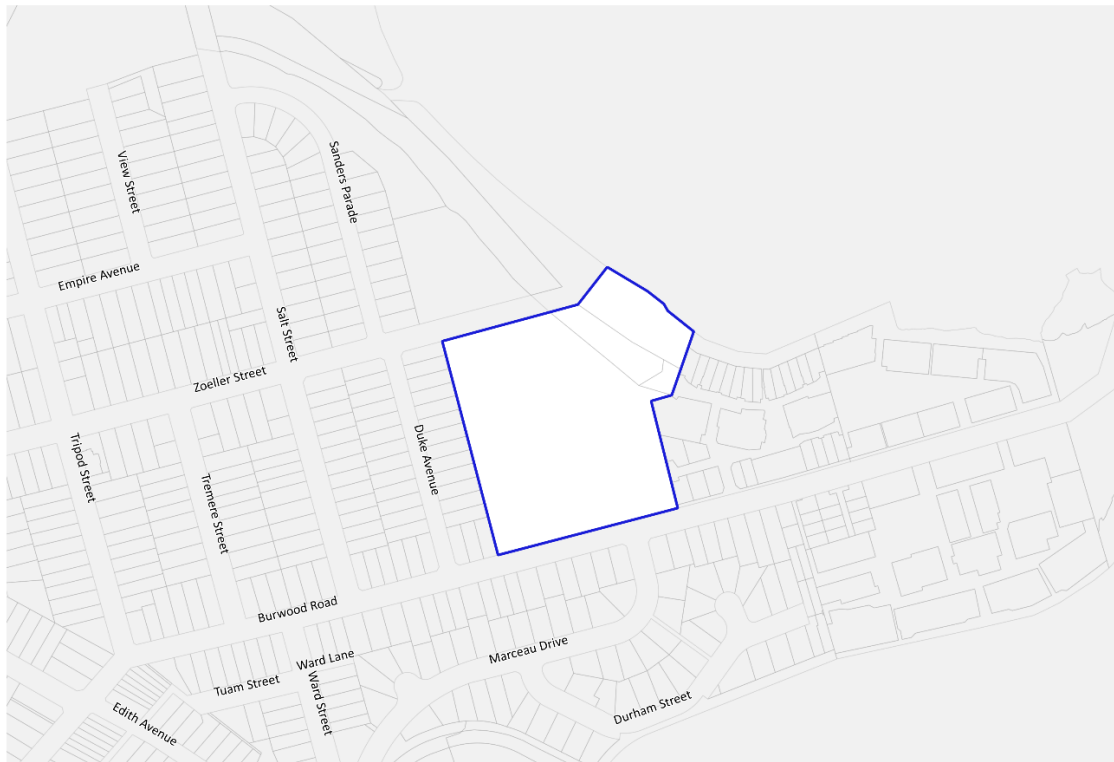 View Street
Sanders Parade
Empire Avenue
Salt Street
Zoeller Street
Duke Avenue
Tripod Street
Tremere Street
Burwood Road
Marceau Drive
Ward Lane
Tuam Street
Ward Street
Durham Street
Edith Avenue